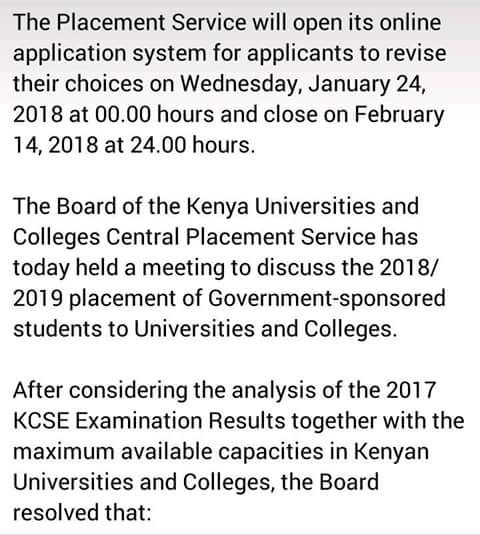 The Placement Service will open its online
application system for applicants to revise
their choices on Wednesday, January 24,
2018 at 00.00 hours and close on February
14, 2018 at 24.00 hours.
The Board of the Kenya Universities and
Colleges Central Placement Service has
today held a meeting to discuss the 2018/
2019 placement of Government-sponsored
students to Universities and Colleges.
After considering the analysis of the 2017
KCSE Examination Results together with the
maximum available capacities in Kenyan
Universities and Colleges, the Board
resolved that: